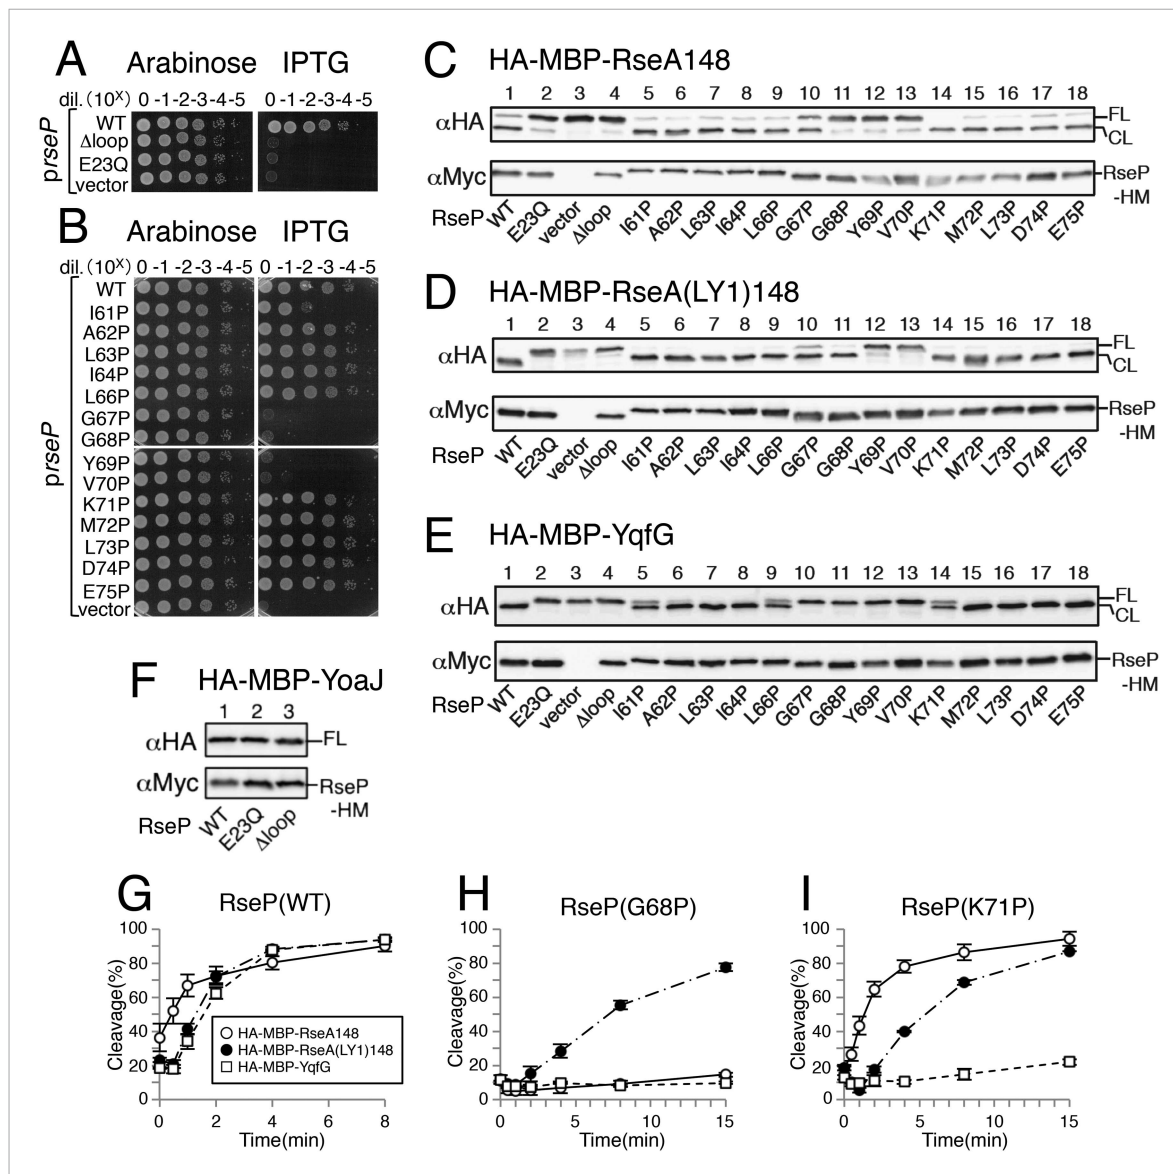 A
Arabinose IPTG
dil.(10ˣ) 0 -1 -2 -3 -4 -5 0 -1 -2 -3 -4 -5
prseP
WT
Δloop
E23Q
vector
B
Arabinose IPTG
dil.(10ˣ) 0 -1 -2 -3 -4 -5 0 -1 -2 -3 -4 -5
prseP
WT
I61P
A62P
L63P
I64P
L66P
G67P
G68P
Y69P
V70P
K71P
M72P
L73P
D74P
E75P
vector
C
HA-MBP-RseA148
1 2 3 4 5 6 7 8 9 10 11 12 13 14 15 16 17 18
αHA FL
CL
αMyc RseP
-HM
RseP WT E23Q vector Δloop I61P A62P L63P I64P L66P G67P G68P Y69P V70P K71P M72P L73P D74P E75P
D
HA-MBP-RseA(LY1)148
1 2 3 4 5 6 7 8 9 10 11 12 13 14 15 16 17 18
αHA FL
CL
αMyc RseP
-HM
RseP WT E23Q vector Δloop I61P A62P L63P I64P L66P G67P G68P Y69P V70P K71P M72P L73P D74P E75P
E
HA-MBP-YqfG
1 2 3 4 5 6 7 8 9 10 11 12 13 14 15 16 17 18
αHA FL
CL
αMyc RseP
-HM
RseP WT E23Q vector Δloop I61P A62P L63P I64P L66P G67P G68P Y69P V70P K71P M72P L73P D74P E75P
F
HA-MBP-YoaJ
1 2 3
αHA FL
αMyc RseP
-HM
RseP WT E23Q Δloop
G
RseP(WT)
Cleavage(%)
100
80
60
40
20
0
0 2 4 6 8
Time(min)
HA-MBP-RseA148
HA-MBP-RseA(LY1)148
HA-MBP-YqfG
H
RseP(G68P)
Cleavage(%)
100
80
60
40
20
0
0 5 10 15
Time(min)
I
RseP(K71P)
Cleavage(%)
100
80
60
40
20
0
0 5 10 15
Time(min)